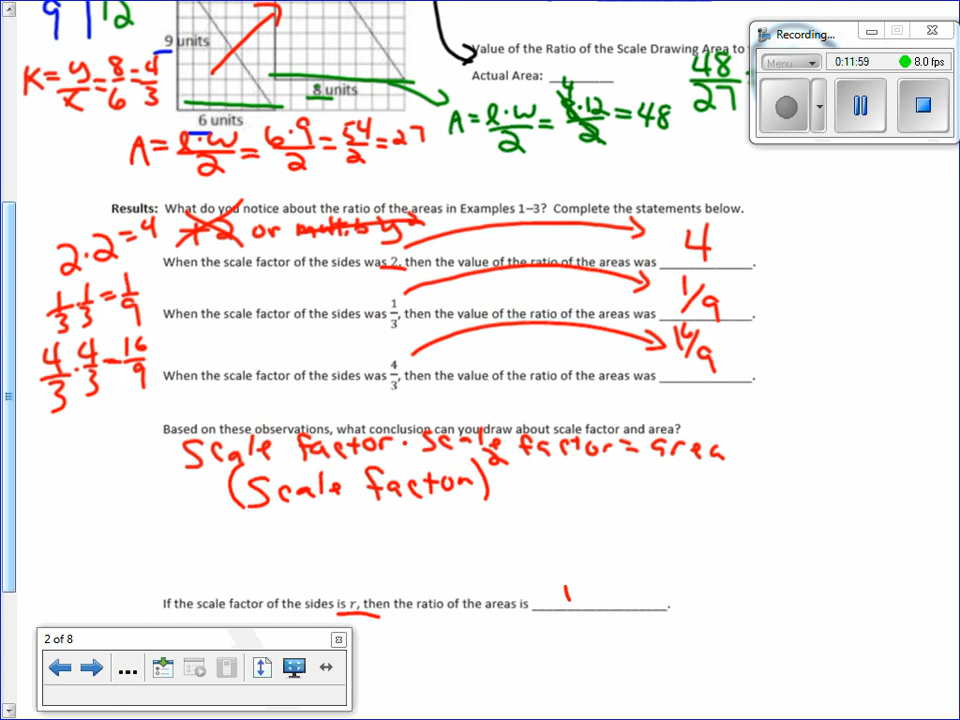 9 | 12
9 units
K = y/x = 8/6 = 4/3
8 units
6 units
A = l·w/2 = 6·9/2 = 54/2 = 27
Value of the Ratio of the Scale Drawing Area to
Actual Area: ________
A = l·w/2 = 12/2 = 48
48/27
Recording...
Menu
0:11:59
8.0 fps
Results: What do you notice about the ratio of the areas in Examples 1–3? Complete the statements below.
2·2=4
+2 or
When the scale factor of the sides was 2, then the value of the ratio of the areas was 4.
1/3·1/3=1/9
When the scale factor of the sides was 1/3, then the value of the ratio of the areas was 1/9.
4/3·4/3=16/9
When the scale factor of the sides was 4/3, then the value of the ratio of the areas was 16/9.
Based on these observations, what conclusion can you draw about scale factor and area?
Scale factor · scale factor = area
(Scale factor)²
If the scale factor of the sides is r, then the ratio of the areas is ________.
2 of 8